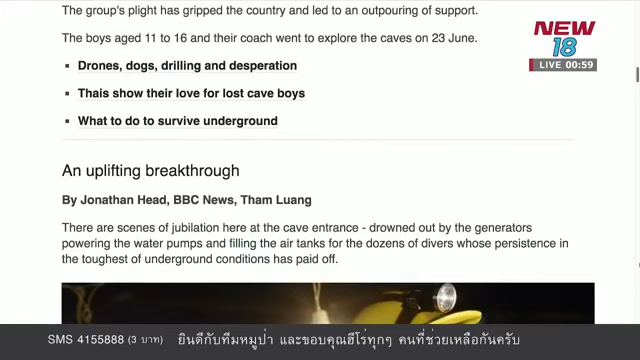 The group's plight has gripped the country and led to an outpouring of support.
The boys aged 11 to 16 and their coach went to explore the caves on 23 June.
Drones, dogs, drilling and desperation
Thais show their love for lost cave boys
What to do to survive underground
NEW
18
LIVE 00:59
An uplifting breakthrough
By Jonathan Head, BBC News, Tham Luang
There are scenes of jubilation here at the cave entrance - drowned out by the generators
powering the water pumps and filling the air tanks for the dozens of divers whose persistence in
the toughest of underground conditions has paid off.
SMS 4155888 (3 บาท) ยินดีกับทีมหมูป่า และขอบคุณฮีโร่ทุกๆ คนที่ช่วยเหลือกันครับ